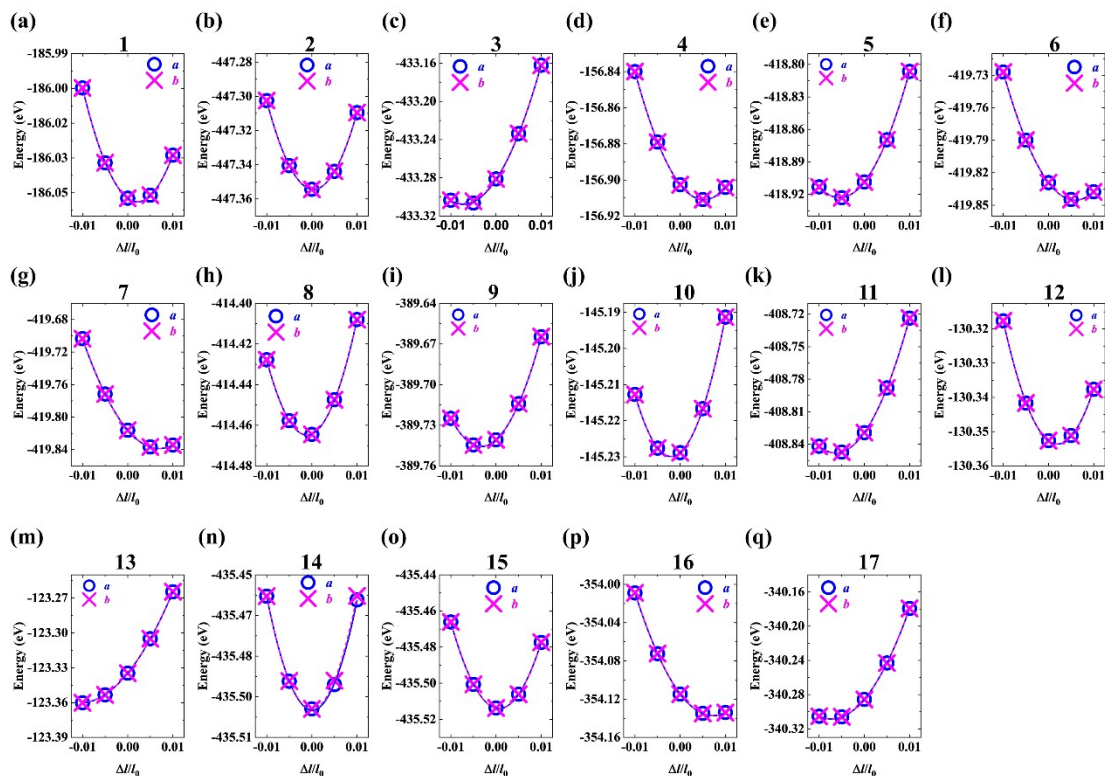 (a)
1
−185.99
−186.00
−186.02
−186.03
−186.05
Energy (eV)
a
b
-0.01 0.00 0.01
Δl/l0
(b)
2
−447.28
−447.30
−447.32
−447.34
−447.36
Energy (eV)
a
b
-0.01 0.00 0.01
Δl/l0
(c)
3
−433.16
−433.20
−433.24
−433.28
−433.32
Energy (eV)
a
b
-0.01 0.00 0.01
Δl/l0
(d)
4
−156.84
−156.86
−156.88
−156.90
−156.92
Energy (eV)
a
b
-0.01 0.00 0.01
Δl/l0
(e)
5
−418.80
−418.83
−418.86
−418.89
−418.92
Energy (eV)
a
b
-0.01 0.00 0.01
Δl/l0
(f)
6
−419.73
−419.76
−419.79
−419.82
−419.85
Energy (eV)
a
b
-0.01 0.00 0.01
Δl/l0
(g)
7
−419.68
−419.72
−419.76
−419.80
−419.84
Energy (eV)
a
b
-0.01 0.00 0.01
Δl/l0
(h)
8
−414.40
−414.42
−414.44
−414.46
−414.48
Energy (eV)
a
b
-0.01 0.00 0.01
Δl/l0
(i)
9
−389.64
−389.67
−389.70
−389.73
−389.76
Energy (eV)
a
b
-0.01 0.00 0.01
Δl/l0
(j)
10
−145.19
−145.20
−145.21
−145.22
−145.23
Energy (eV)
a
b
-0.01 0.00 0.01
Δl/l0
(k)
11
−408.72
−408.75
−408.78
−408.81
−408.84
Energy (eV)
a
b
-0.01 0.00 0.01
Δl/l0
(l)
12
−130.32
−130.33
−130.34
−130.35
−130.36
Energy (eV)
a
b
-0.01 0.00 0.01
Δl/l0
(m)
13
−123.27
−123.30
−123.33
−123.36
−123.39
Energy (eV)
a
b
-0.01 0.00 0.01
Δl/l0
(n)
14
−435.45
−435.46
−435.48
−435.49
−435.50
−435.51
Energy (eV)
a
b
-0.01 0.00 0.01
Δl/l0
(o)
15
−435.44
−435.46
−435.48
−435.50
−435.52
Energy (eV)
a
b
-0.01 0.00 0.01
Δl/l0
(p)
16
−354.00
−354.04
−354.08
−354.12
−354.16
Energy (eV)
a
b
-0.01 0.00 0.01
Δl/l0
(q)
17
−340.16
−340.20
−340.24
−340.28
−340.32
Energy (eV)
a
b
-0.01 0.00 0.01
Δl/l0